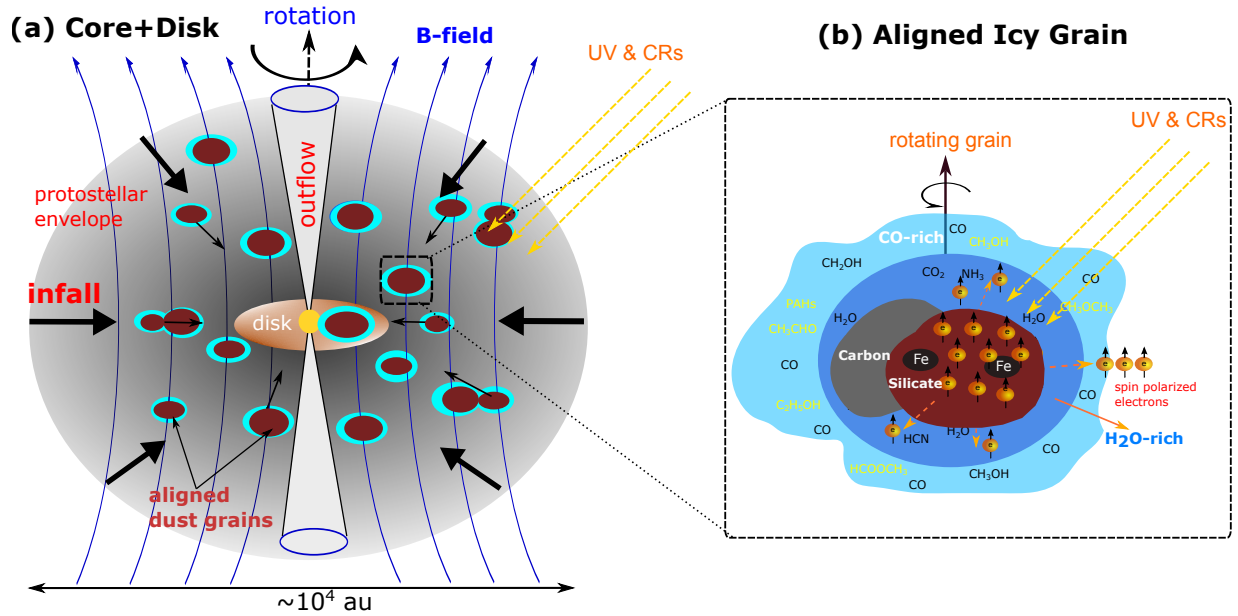 (a) Core+Disk
rotation
B-field
UV & CRs
protostellar
envelope
outflow
infall
disk
aligned
dust grains
~10⁴ au
(b) Aligned Icy Grain
UV & CRs
rotating grain
CO
CO-rich
CH₃OH
CH₂OH
CO₂
NH₃
e
CO
PAHs
H₂O
H₂O
CH₃OCH₃
e
e
e
e
CH₃CHO
Carbon
Fe
e
e
e
Fe
CO
Silicate
e
e
e
e
e
e
CO
spin polarized
electrons
C₂H₅OH
CO
e
HCN
H₂O
e
H2O-rich
HCOOCH₃
CH₃OH
CO
CO